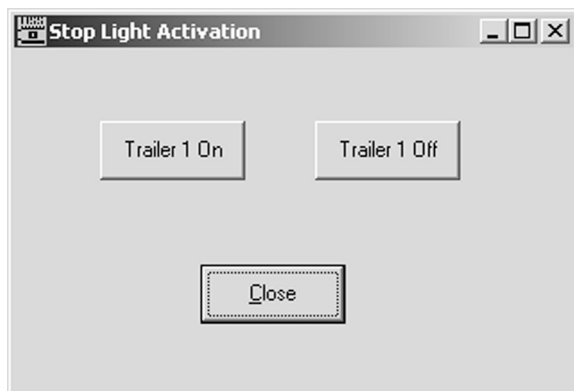 Stop Light Activation
Trailer 1 On
Trailer 1 Off
Close